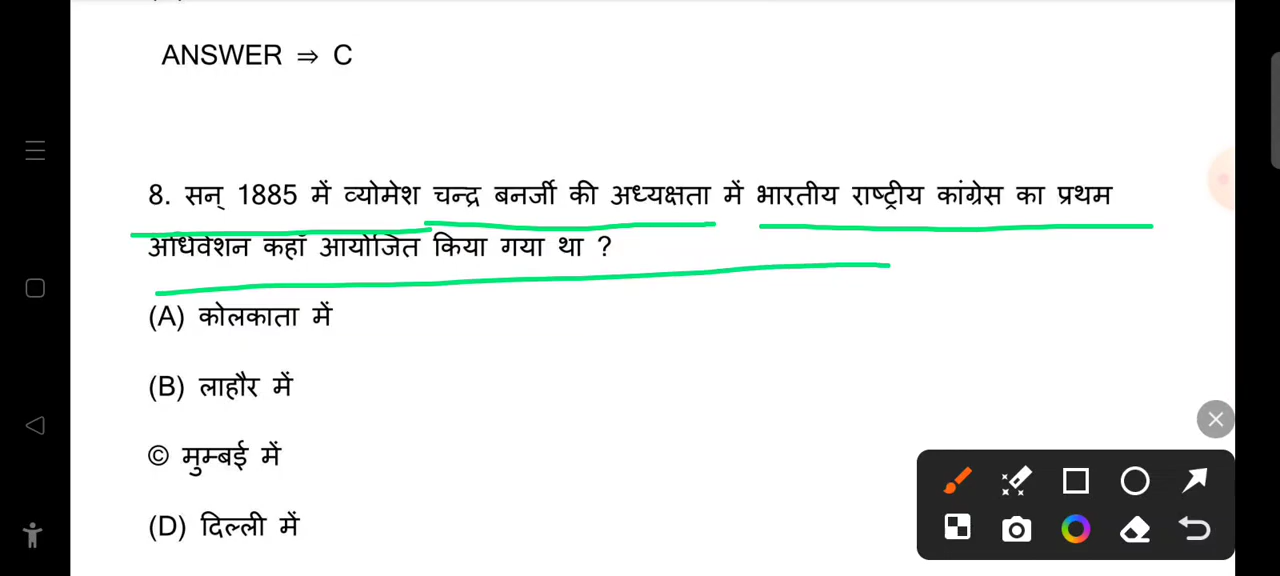 ANSWER ⇒ C
8. सन् 1885 में व्योमेश चन्द्र बनर्जी की अध्यक्षता में भारतीय राष्ट्रीय कांग्रेस का प्रथम
अधिवेशन कहाँ आयोजित किया गया था ?
(A) कोलकाता में
(B) लाहौर में
© मुम्बई में
(D) दिल्ली में